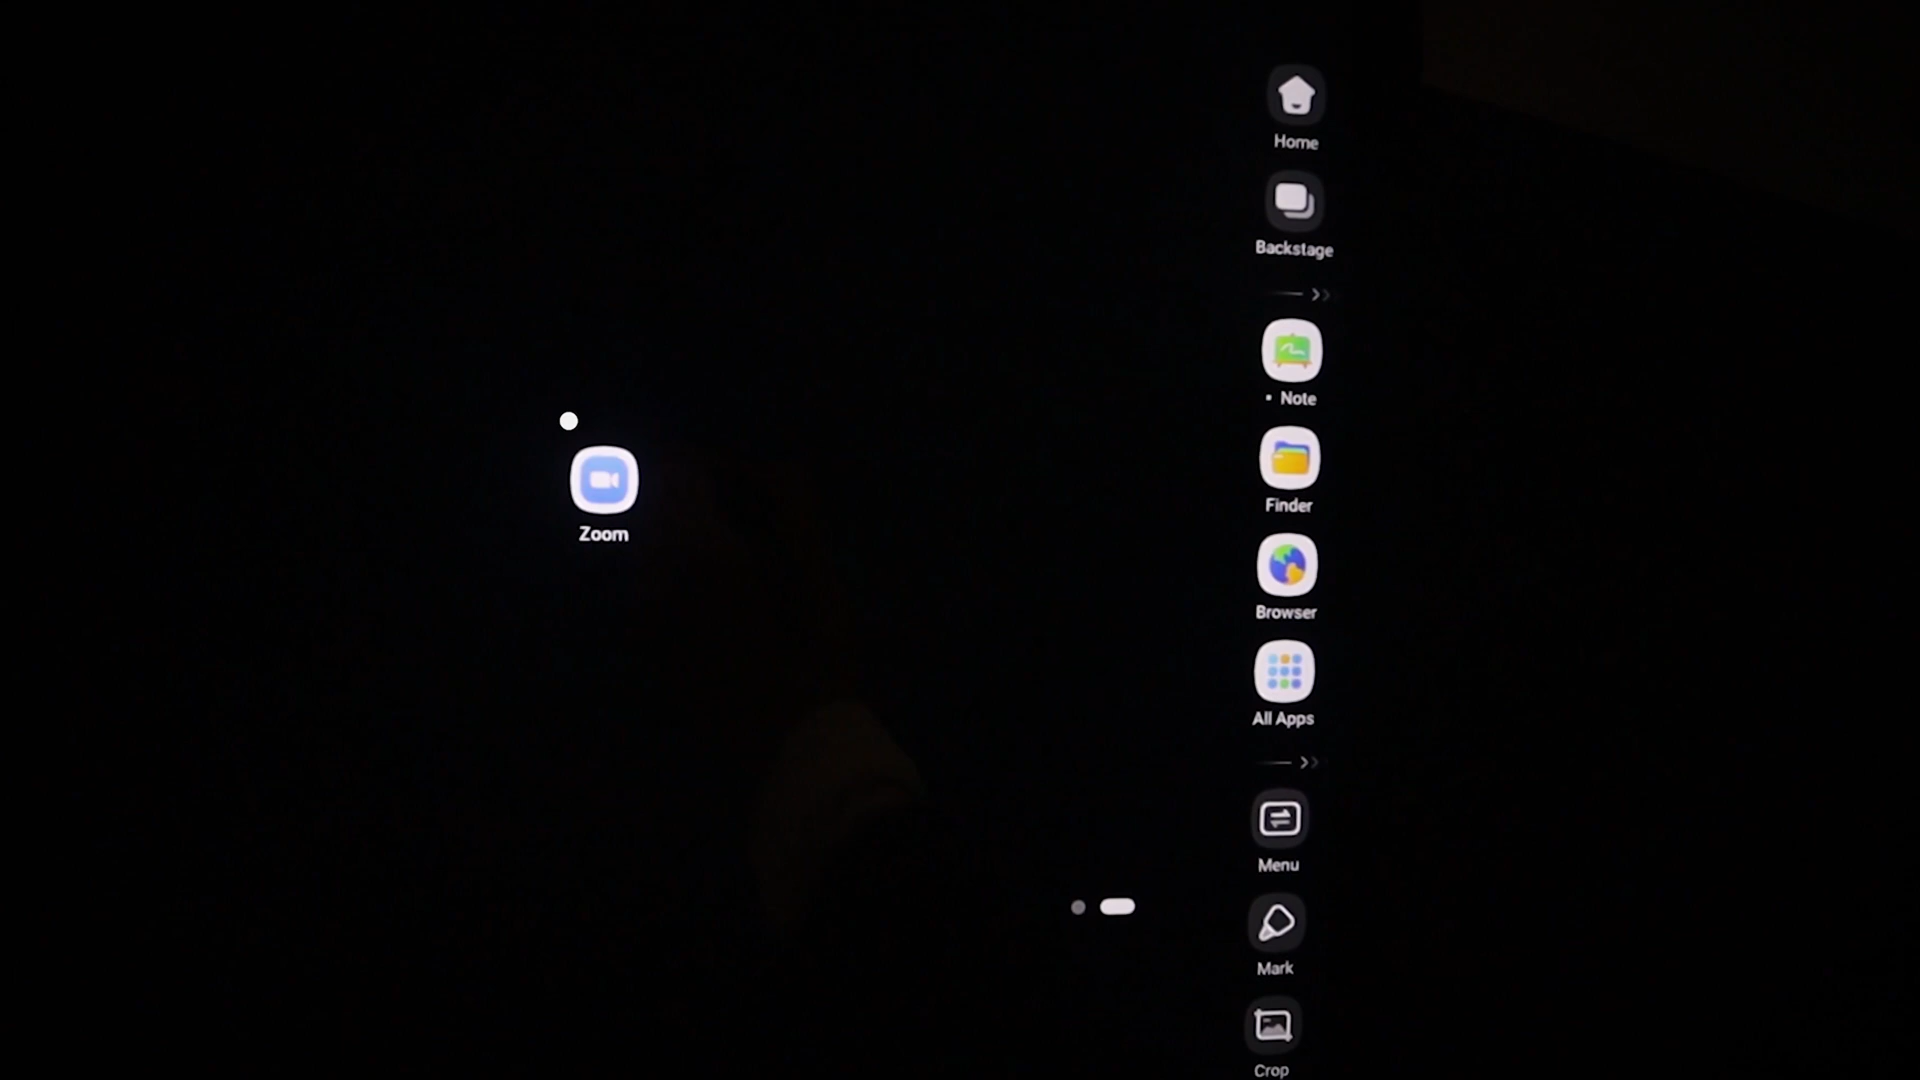 Home
Backstage
Note
Finder
Browser
All Apps
Menu
Mark
Crop
Zoom